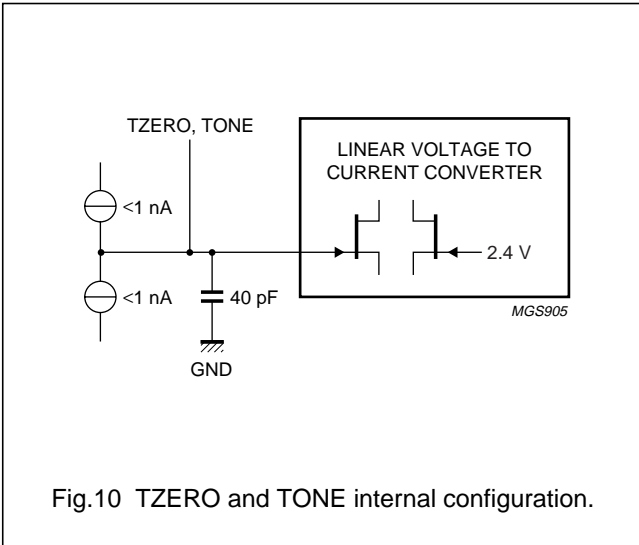 TZERO, TONE
LINEAR VOLTAGE TO
CURRENT CONVERTER
<1 nA
2.4 V
<1 nA
40 pF
MGS905
GND
Fig.10 TZERO and TONE internal configuration.